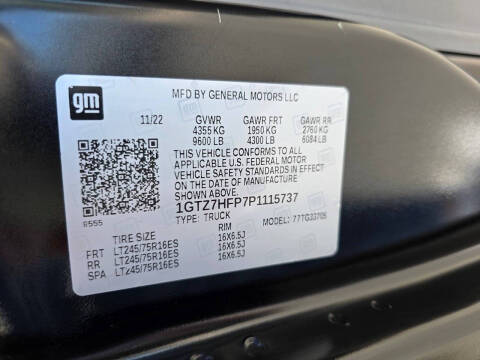 gm
MFD BY GENERAL MOTORS LLC
11/22 GVWR GAWR FRT GAWR RR
4355 KG 1950 KG 2760 KG
9600 LB 4300 LB 6084 LB
THIS VEHICLE CONFORMS TO ALL
APPLICABLE U.S. FEDERAL MOTOR
VEHICLE SAFETY STANDARDS IN EFFECT
ON THE DATE OF MANUFACTURE SHOWN ABOVE.
1GTZ7HFP7P1115737
TYPE: TRUCK MODEL: 77TG33705
6555
TIRE SIZE RIM
FRT LT245/75R16ES 16X6.5J
RR LT245/75R16ES 16X6.5J
SPA LT245/75R16ES 16X6.5J